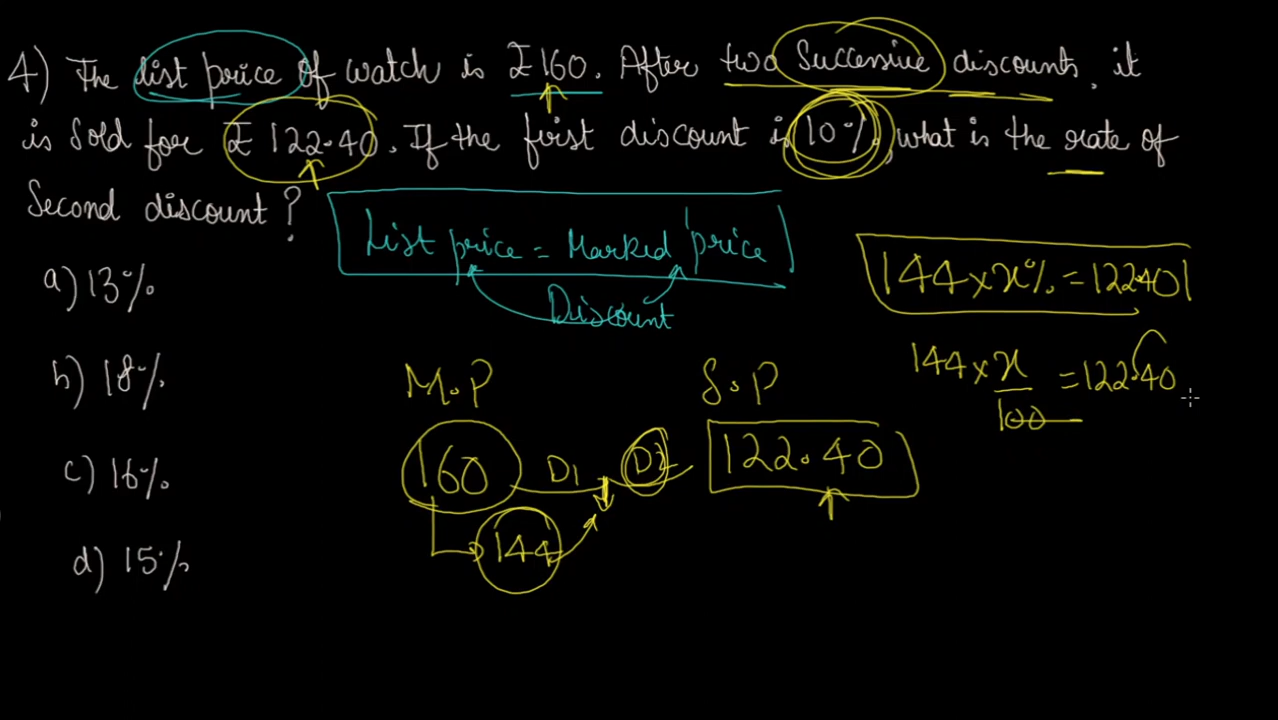 4) The list price of watch is ₹160. After two Successive discounts, it
is Sold for ₹ 122.40. If the first discount is 10%, what is the rate of
Second discount?
List price = Marked price
Discount
a) 13%
b) 18%
c) 16%
d) 15%
M.P
S.P
160 D1 D2 122.40
144
144 x x% = 122.40
144 x x/100 = 122.40